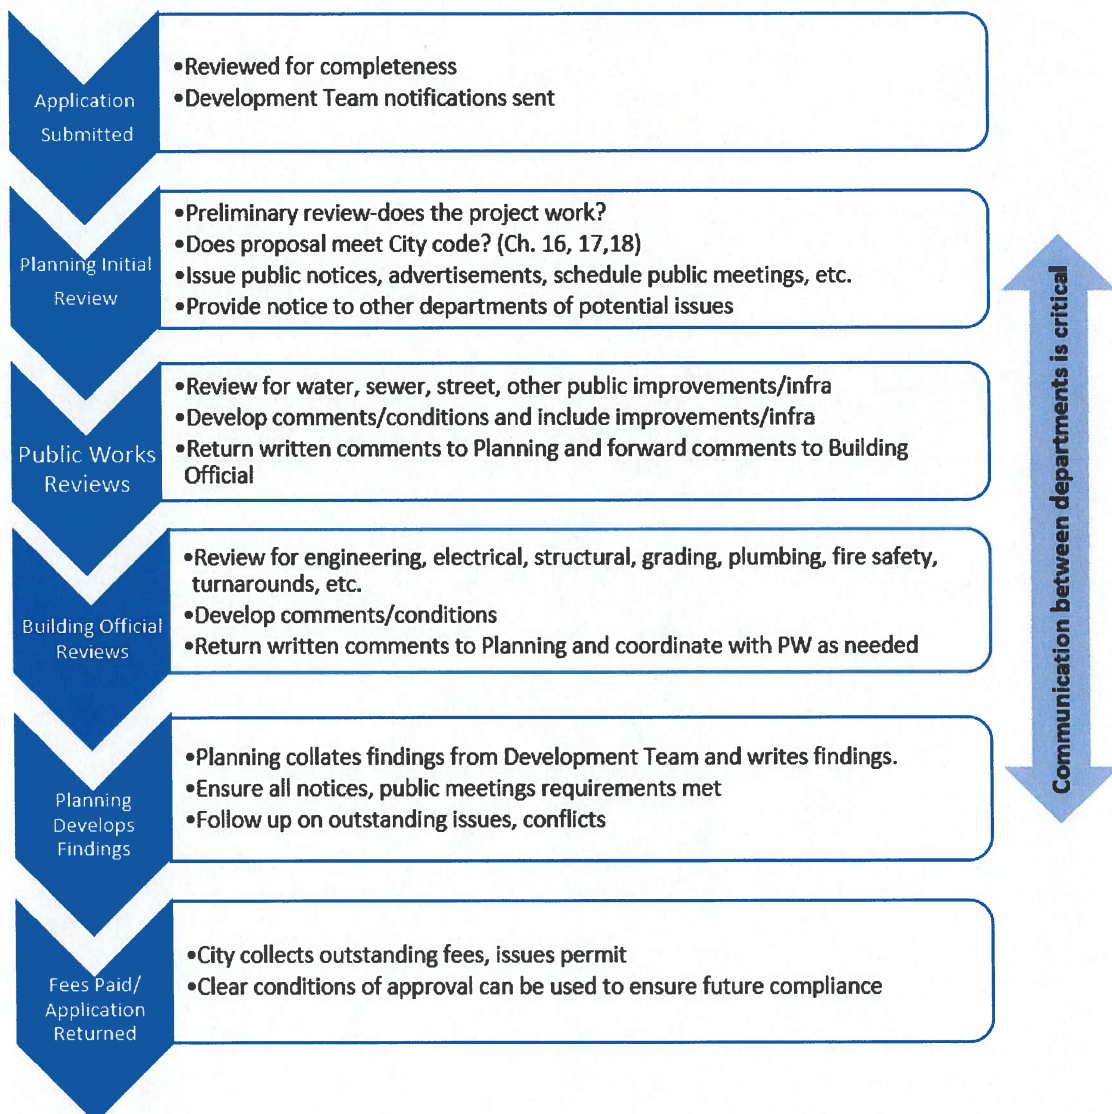 Application
Submitted
•Reviewed for completeness
•Development Team notifications sent
Planning Initial
Review
•Preliminary review-does the project work?
•Does proposal meet City code? (Ch. 16, 17,18)
•Issue public notices, advertisements, schedule public meetings, etc.
•Provide notice to other departments of potential issues
Public Works
Reviews
•Review for water, sewer, street, other public improvements/infra
•Develop comments/conditions and include improvements/infra
•Return written comments to Planning and forward comments to Building
Official
Building Official
Reviews
•Review for engineering, electrical, structural, grading, plumbing, fire safety,
turnarounds, etc.
•Develop comments/conditions
•Return written comments to Planning and coordinate with PW as needed
Planning
Develops
Findings
•Planning collates findings from Development Team and writes findings.
•Ensure all notices, public meetings requirements met
•Follow up on outstanding issues, conflicts
Fees Paid/
Application
Returned
•City collects outstanding fees, issues permit
•Clear conditions of approval can be used to ensure future compliance
Communication between departments is critical